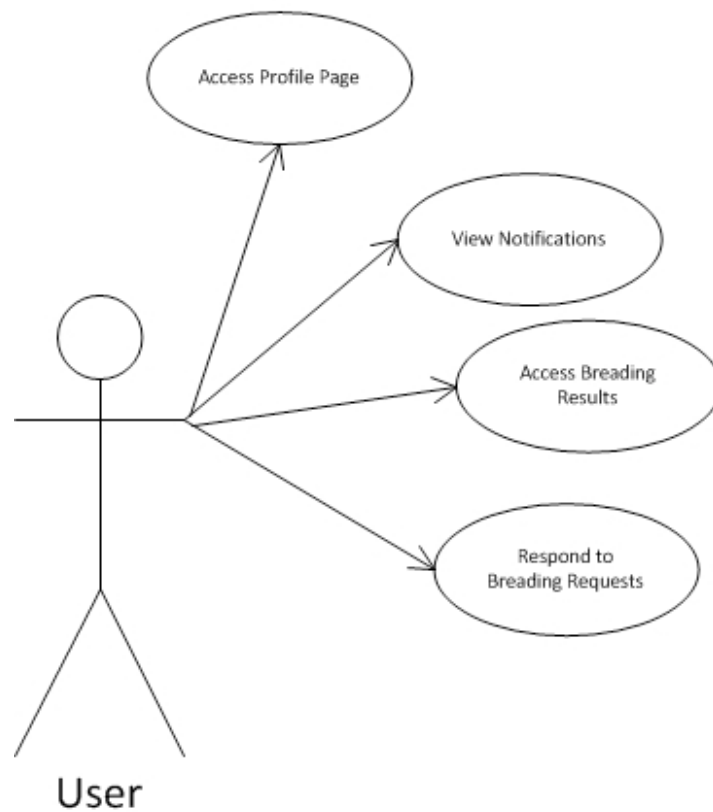 Access Profile Page
View Notifications
Access Breading
Results
Respond to
Breading Requests
User